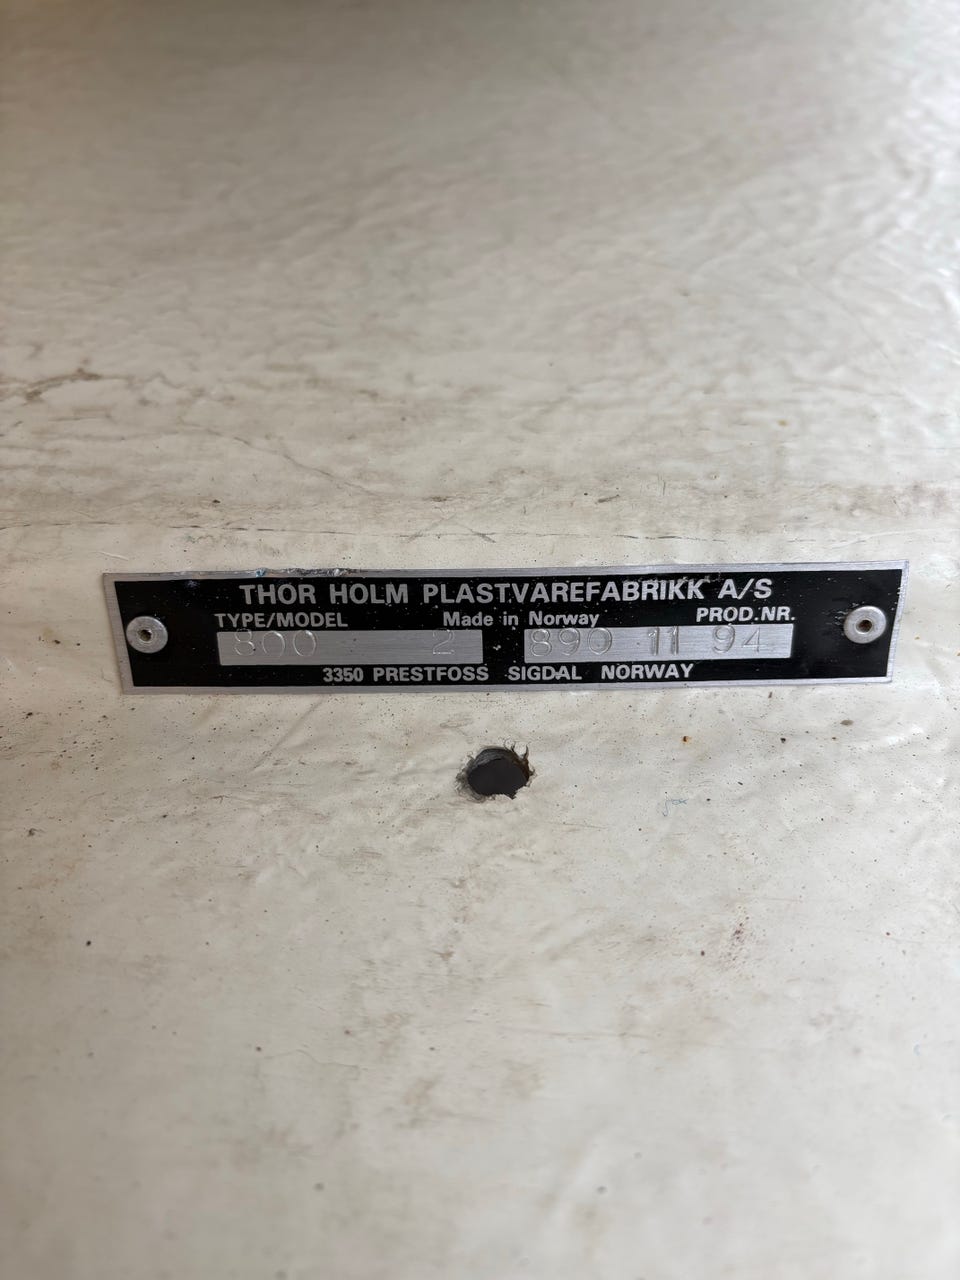 THOR HOLM PLASTVAREFABRIKK A/S
TYPE/MODEL Made in Norway PROD.NR.
800 2 890 11 94
3350 PRESTFOSS SIGDAL NORWAY